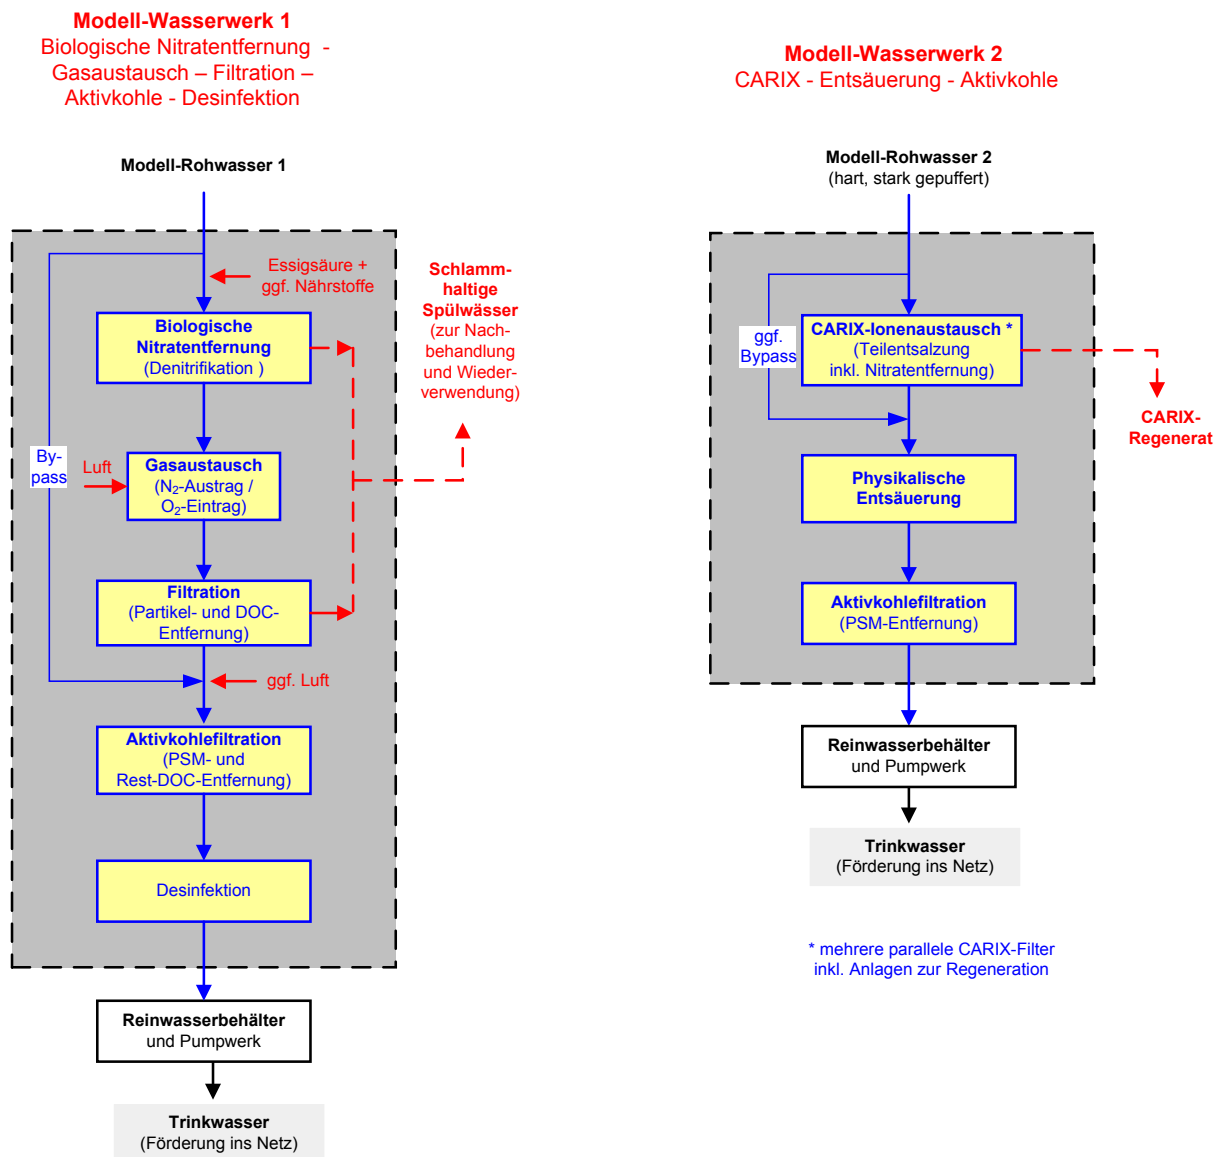 Modell-Wasserwerk 1
Biologische Nitratentfernung -
Gasaustausch – Filtration –
Aktivkohle - Desinfektion
Modell-Rohwasser 1
Essigsäure +
ggf. Nährstoffe
Biologische
Nitratentfernung
(Denitrifikation )
Schlamm-
haltige
Spülwässer
(zur Nach-
behandlung
und Wieder-
verwendung)
By-
pass
Luft
Gasaustausch
(N₂-Austrag /
O₂-Eintrag)
Filtration
(Partikel- und DOC-
Entfernung)
ggf. Luft
Aktivkohlefiltration
(PSM- und
Rest-DOC-Entfernung)
Desinfektion
Reinwasserbehälter
und Pumpwerk
Trinkwasser
(Förderung ins Netz)
Modell-Wasserwerk 2
CARIX - Entsäuerung - Aktivkohle
Modell-Rohwasser 2
(hart, stark gepuffert)
ggf.
Bypass
CARIX-Ionenaustausch *
(Teilentsalzung
inkl. Nitratentfernung)
CARIX-
Regenerat
Physikalische
Entsäuerung
Aktivkohlefiltration
(PSM-Entfernung)
Reinwasserbehälter
und Pumpwerk
Trinkwasser
(Förderung ins Netz)
* mehrere parallele CARIX-Filter
inkl. Anlagen zur Regeneration